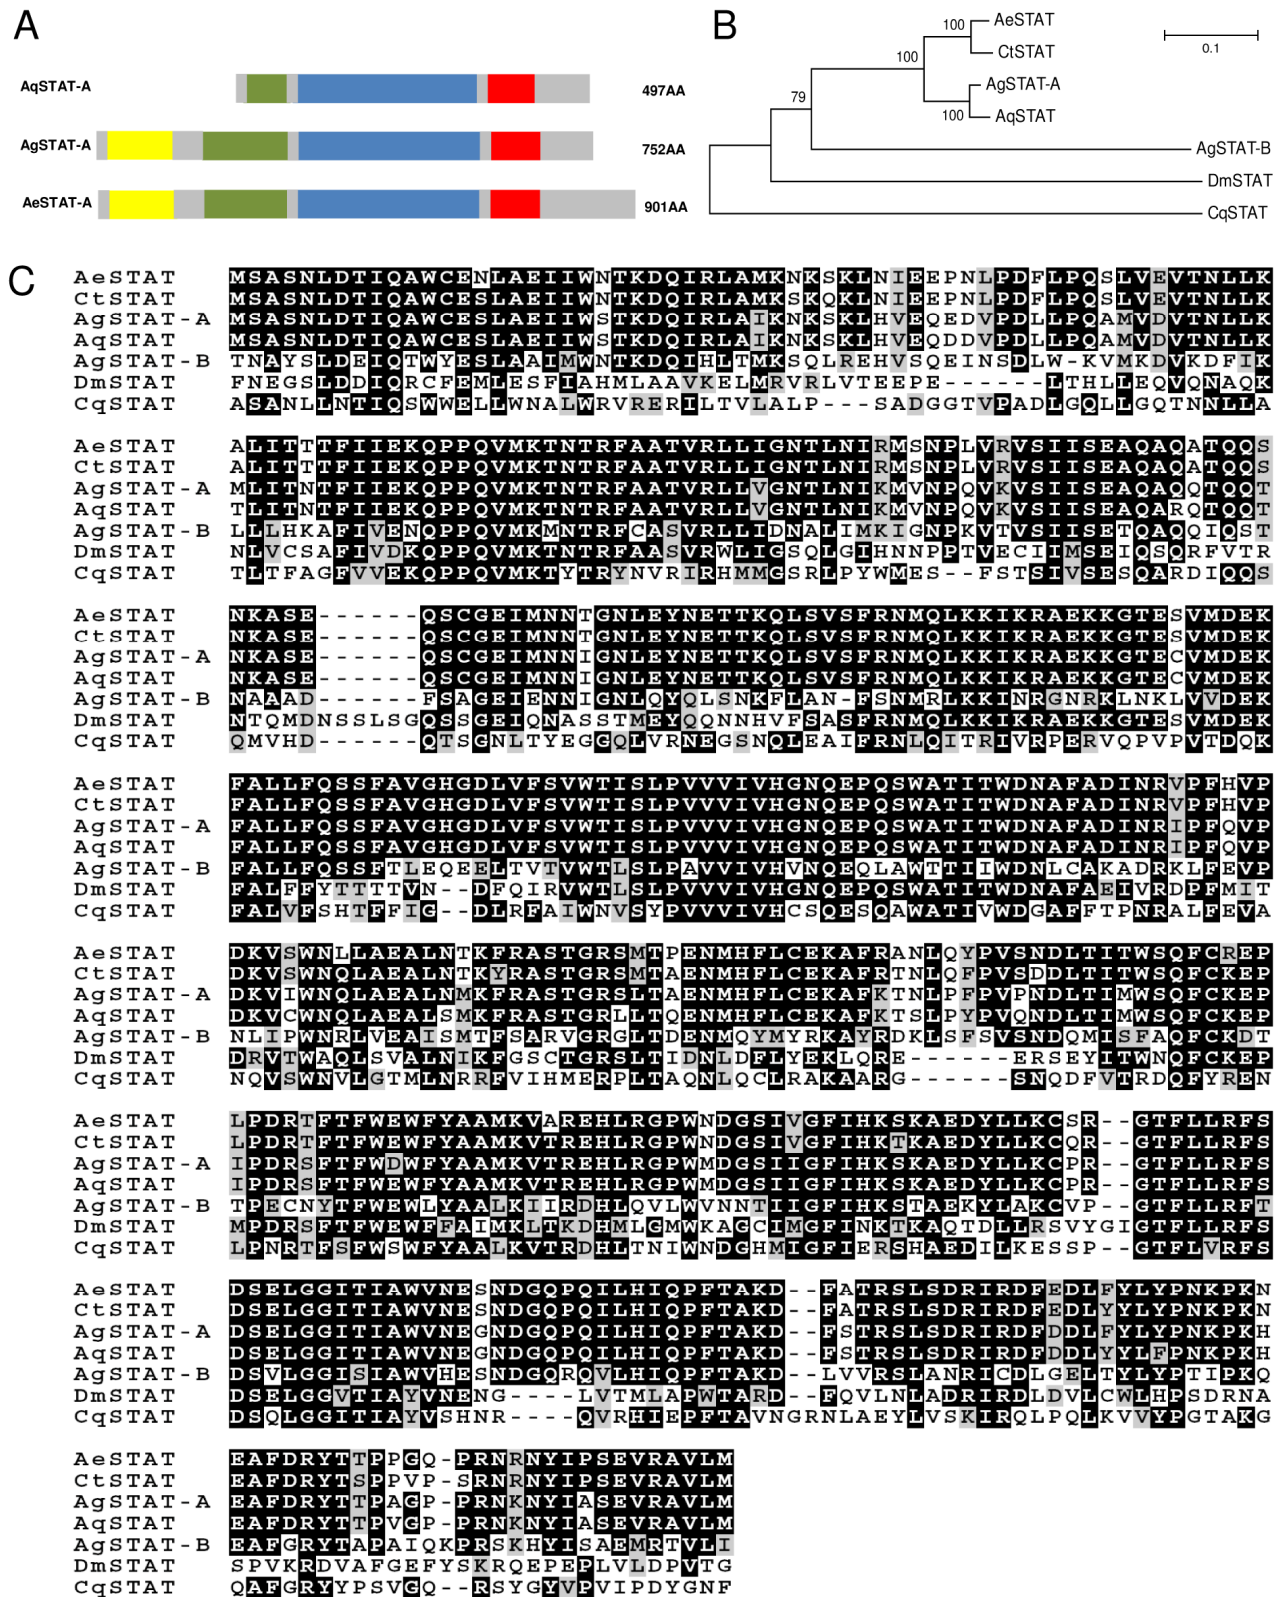 A
AqSTAT-A 497AA
AgSTAT-A 752AA
AeSTAT-A 901AA
B
0.1
100 AeSTAT
CtSTAT
100
AgSTAT-A
100 AqSTAT
79
AgSTAT-B
DmSTAT
CqSTAT
C
AeSTAT MSASNLDTIQAWCENLAEIIWNTKDQIRLAMKNKSKLNIEEPNLPDFLPQSLVEVTNLLK
CtSTAT MSASNLDTIQAWCESLAEIIWNTKDQIRLAMKSKQKLNIEEPNLPDFLPQSLVEVTNLLK
AgSTAT-A MSASNLDTIQAWCESLAEIIWSTKDQIRLAIKNKSKLHVEQEDVPDLLPQAMVDVTNLLK
AqSTAT MSASNLDTIQAWCESLAEIIWNTKDQIRLAIKNKSKLHVEQDDVPDLLPQAMVDVTNLLK
AgSTAT-B TNAYSLDEIQTWYESLAAIMWNTKDQIHLTMKSQLREHVSQEINSDLW-KVMKDVKDFIK
DmSTAT FNEGSLDDIQRCFEMLESFIAHMLAAVKELMRVRLVTEEPE------LTHLLEQVQNAQK
CqSTAT ASANLLNTIQSWWELLWNALWRVRERILTVLALP---SADGGTVPADLGQLLGQTNNLLA
AeSTAT ALITTTFIIEKQPPQVMKTNTRFAATVRLLIGNTLNIRMSNPLVRVSIISEAQAQATQQS
CtSTAT ALITTTFIIEKQPPQVMKTNTRFAATVRLLIGNTLNIRMSNPLVRVSIISEAQAQATQQS
AgSTAT-A MLITNTFIIEKQPPQVMKTNTRFAATVRLLVGNTLNIKMVNPQVKVSIISEAQAQQTQQT
AqSTAT TLITNTFIIEKQPPQVMKTNTRFAATVRLLVGNTLNIKMVNPQVKVSIISEAQARQTQQT
AgSTAT-B LLLHKAFIVENQPPQVMKMNTRFCASVRLLIDNALIMKIGNPKVTVSIISETQAQQIQST
DmSTAT NLVCSAFIVDKQPPQVMKTNTRFAASVRWLIGSQLGIHNNPPTVECIIMSEIQSQRFVTR
CqSTAT TLTFAGFVVEKQPPQVMKTYTRYNVRIRHMMGSRLPYWMES--FSTSIVSESQARDIQQS
AeSTAT NKASE------QSCGEIMNNTGNLEYNETTKQLSVSFRNMQLKKIKRAEKKGTESVMDEK
CtSTAT NKASE------QSCGEIMNNTGNLEYNETTKQLSVSFRNMQLKKIKRAEKKGTESVMDEK
AgSTAT-A NKASE------QSCGEIMNNIGNLEYNETTKQLSVSFRNMQLKKIKRAEKKGTECVMDEK
AqSTAT NKASE------QSCGEIMNNIGNLEYNETTKQLSVSFRNMQLKKIKRAEKKGTECVMDEK
AgSTAT-B NAAAD------FSAGEIENNIGNLQYQLSNKFLAN-FSNMRLKKINRGNRKLNKLVVDEK
DmSTAT NTQMDNSSLSGQSSGEIQNASSTMEYQQNNHVFSASFRNMQLKKIKRAEKKGTESVMDEK
CqSTAT QMVHD------QTSGNLTYEGGQLVRNEGSNQLEAIFRNLQITRLVRPERVQPVPVTDQK
AeSTAT FALLFQSSFAVGHGDLVFSVWTISLPVVVIVHGNQEPQSWATITWDNAFADINRVPFHVP
CtSTAT FALLFQSSFAVGHGDLVFSVWTISLPVVVIVHGNQEPQSWATITWDNAFADINRVPFHVP
AgSTAT-A FALLFQSSFAVGHGDLVFSVWTISLPVVVIVHGNQEPQSWATITWDNAFADINRIPFQVP
AqSTAT FALLFQSSFAVGHGDLVFSVWTISLPVVVIVHGNQEPQSWATITWDNAFADINRIPFQVP
AgSTAT-B FALLFQSSFTLEQEELTVTVWTLSLPAVVIVHVNQEQLAWTTIIWDNLCAKADRKLFEVP
DmSTAT FALFFYTTTTVN--DFQIRVWTLSLPVVVIVHGNQEPQSWATITWDNAFAEIVRDPFMIT
CqSTAT FALVFSHTFFIG--DLRFAIWNVSYPVVVIVHCSQESQAWATIVWDGAFFTPNRALFEVA
AeSTAT DKVSWNLLAEALNTKFRASTGRSMTPENMHFLCEKAFRANLQYPVSNDLTITWSQFCREP
CtSTAT DKVSWNQLAEALNTKYRASTGRSMTAENMHFLCEKAFRTNLQFPVSDDLTITWSQFCKEP
AgSTAT-A DKVIWNQLAEALNMKFRASTGRSLTAENMHFLCEKAFKTNLPFPVPNDLTIMWSQFCKEP
AqSTAT DKVCWNQLAEALSMKFRASTGRLLTQENMHFLCEKAFKTSLPYPVQNDLTIMWSQFCKEP
AgSTAT-B NLIPWNRLVEAISMTFSARVGRGLTDENMQYMYRKAYRDKLSFSVSNDQMISFAQFCKDT
DmSTAT DRVTWAQLSVALNIKFGSCTGRSLTIDNLDFLYEKLQRE------ERSEYITWNQFCKEP
CqSTAT NQVSWNVLGTMLNRRFVIHMERPLTAQNLQCLRAKAARG------SNQDFVTRDQFYREN
AeSTAT LPDRTFTFWEWFYAAMKVAREHLRGPWNDGSIVGFIHKSKAEDYLLKCSR--GTFLLRFS
CtSTAT LPDRTFTFWEWFYAAMKVTREHLRGPWNDGSIVGFIHKTKAEDYLLKCQR--GTFLLRFS
AgSTAT-A IPDRSFTFWDWFYAAMKVTREHLRGPWMDGSIIGFIHKSKAEDYLLKCPR--GTFLLRFS
AqSTAT IPDRSFTFWEWFYAAMKVTREHLRGPWMDGSIIGFIHKSKAEDYLLKCPR--GTFLLRFS
AgSTAT-B TPECNYTFWEWLYAALKIIRDHLQVLWVNNTIIGFIHKSTAEKYLAKCVP--GTFLLRFT
DmSTAT MPDRSFTFWEWFFAIMKLTKDHMLGMWKAGCIMGFINKTKAQTDLLRSVYGIGTFLLRFS
CqSTAT LPNRTFSFWSWFYAALKVTRDHLTNIWNDGHMIGFIERSHAEDILKESSP--GTFLVRFS
AeSTAT DSELGGITIAWVNESNDGQPQILHIQPFTAKD--FATRSLSDRIRDFEDLFYLYPNKPKN
CtSTAT DSELGGITIAWVNESNDGQPQILHIQPFTAKD--FATRSLSDRIRDFEDLYYLYPNKPKN
AgSTAT-A DSELGGITIAWVNEGNDGQPQILHIQPFTAKD--FSTRSLSDRIRDFDDLFYLYPNKPKH
AqSTAT DSELGGITIAWVNEGNDGQPQILHIQPFTAKD--FSTRSLSDRIRDFDDLYYLFPNKPKH
AgSTAT-B DSVLGGISIAWVHESNDGQRQVLHIQPFTAKD--LVVRSLANRICDLGELTYLYPTIPKQ
DmSTAT DSELGGVTIAYVNENG----LVTMLAPWTARD--FQVLNLADRIRDLDVLCWLHPSDRNA
CqSTAT DSQLGGITIAYVSHNR----QVRHIEPFTAVNGRNLAEYLVSKIRQLPQLKVVYPGTAKG
AeSTAT EAFDRYTTPPGQ-PRNRNYIPSEVRAVLM
CtSTAT EAFDRYTSPPVP-SRNRNYIPSEVRAVLM
AgSTAT-A EAFDRYTTPAGP-PRNKNYIASEVRAVLM
AqSTAT EAFDRYTTPVGP-PRNKNYIASEVRAVLM
AgSTAT-B EAFGRYTAPAIQKPRSKHYISAEMRTVLI
DmSTAT SPVKRDVAFGEFYSKRQEPEPLVLDPVTG
CqSTAT QAFGRYYPSVGQ--RSYGYVPVIPDYGNF